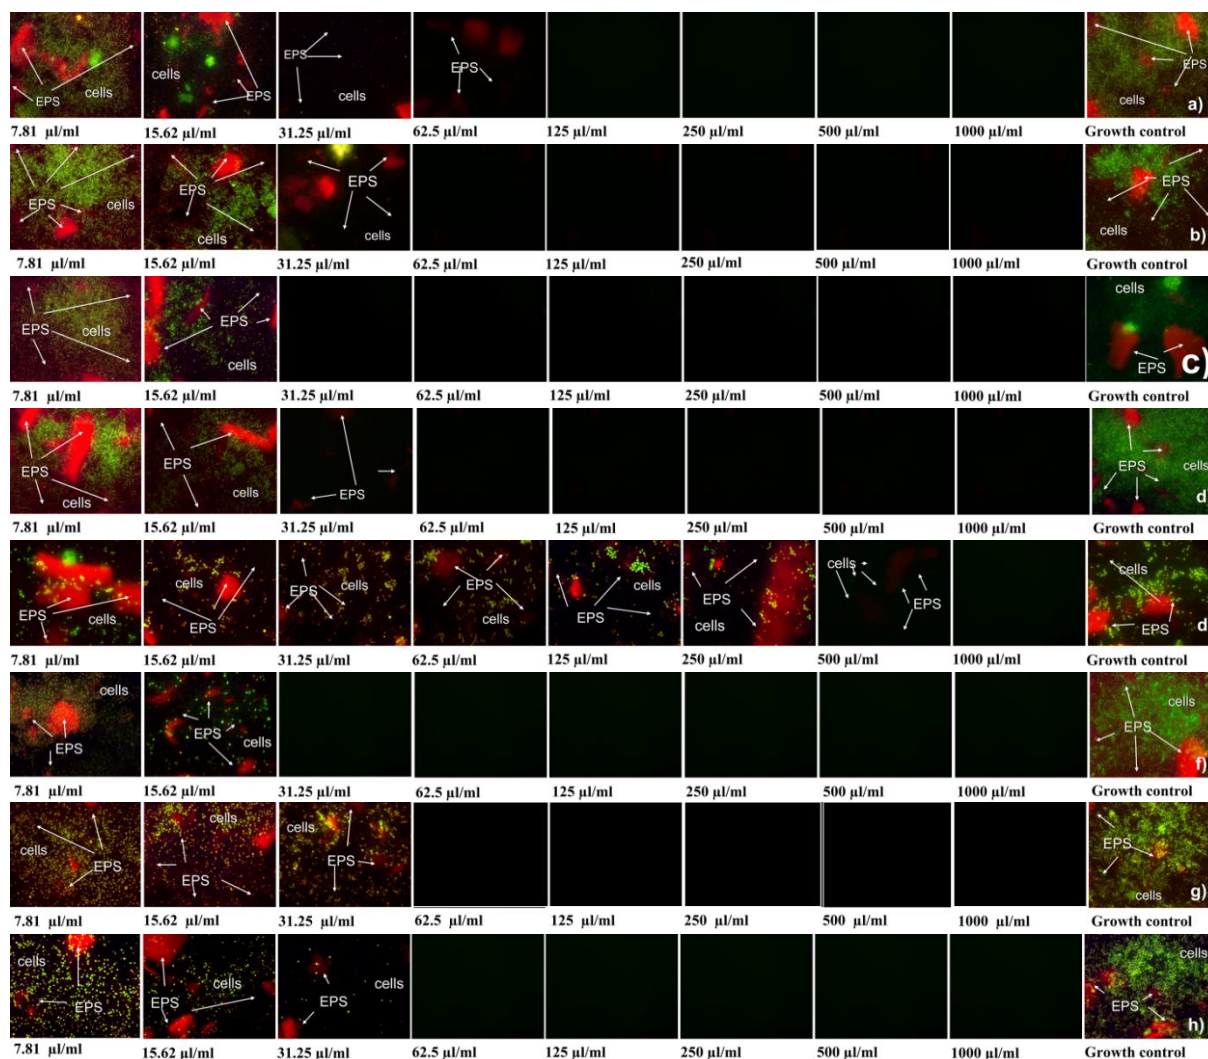 EPS cells cells EPS EPS cells EPS EPS cells a)
7.81 µl/ml 15.62 µl/ml 31.25 µl/ml 62.5 µl/ml 125 µl/ml 250 µl/ml 500 µl/ml 1000 µl/ml Growth control
EPS cells EPS cells EPS cells EPS cells b)
7.81 µl/ml 15.62 µl/ml 31.25 µl/ml 62.5 µl/ml 125 µl/ml 250 µl/ml 500 µl/ml 1000 µl/ml Growth control
EPS cells EPS cells cells EPS c)
7.81 µl/ml 15.62 µl/ml 31.25 µl/ml 62.5 µl/ml 125 µl/ml 250 µl/ml 500 µl/ml 1000 µl/ml Growth control
EPS cells EPS cells EPS EPS cells d
7.81 µl/ml 15.62 µl/ml 31.25 µl/ml 62.5 µl/ml 125 µl/ml 250 µl/ml 500 µl/ml 1000 µl/ml Growth control
EPS cells cells EPS cells EPS EPS cells cells EPS EPS cells cells EPS cells EPS d
7.81 µl/ml 15.62 µl/ml 31.25 µl/ml 62.5 µl/ml 125 µl/ml 250 µl/ml 500 µl/ml 1000 µl/ml Growth control
cells EPS EPS cells cells EPS f)
7.81 µl/ml 15.62 µl/ml 31.25 µl/ml 62.5 µl/ml 125 µl/ml 250 µl/ml 500 µl/ml 1000 µl/ml Growth control
cells EPS cells EPS cells EPS EPS cells g)
7.81 µl/ml 15.62 µl/ml 31.25 µl/ml 62.5 µl/ml 125 µl/ml 250 µl/ml 500 µl/ml 1000 µl/ml Growth control
cells EPS cells EPS EPS cells cells EPS h)
7.81 µl/ml 15.62 µl/ml 31.25 µl/ml 62.5 µl/ml 125 µl/ml 250 µl/ml 500 µl/ml 1000 µl/ml Growth control